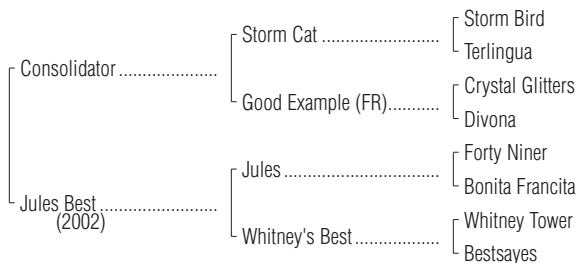 Storm Bird
Storm Cat
Terlingua
Consolidator
Crystal Glitters
Good Example (FR)
Divona
Forty Niner
Jules
Bonita Francita
Jules Best
(2002)
Whitney Tower
Whitney's Best
Bestsayes